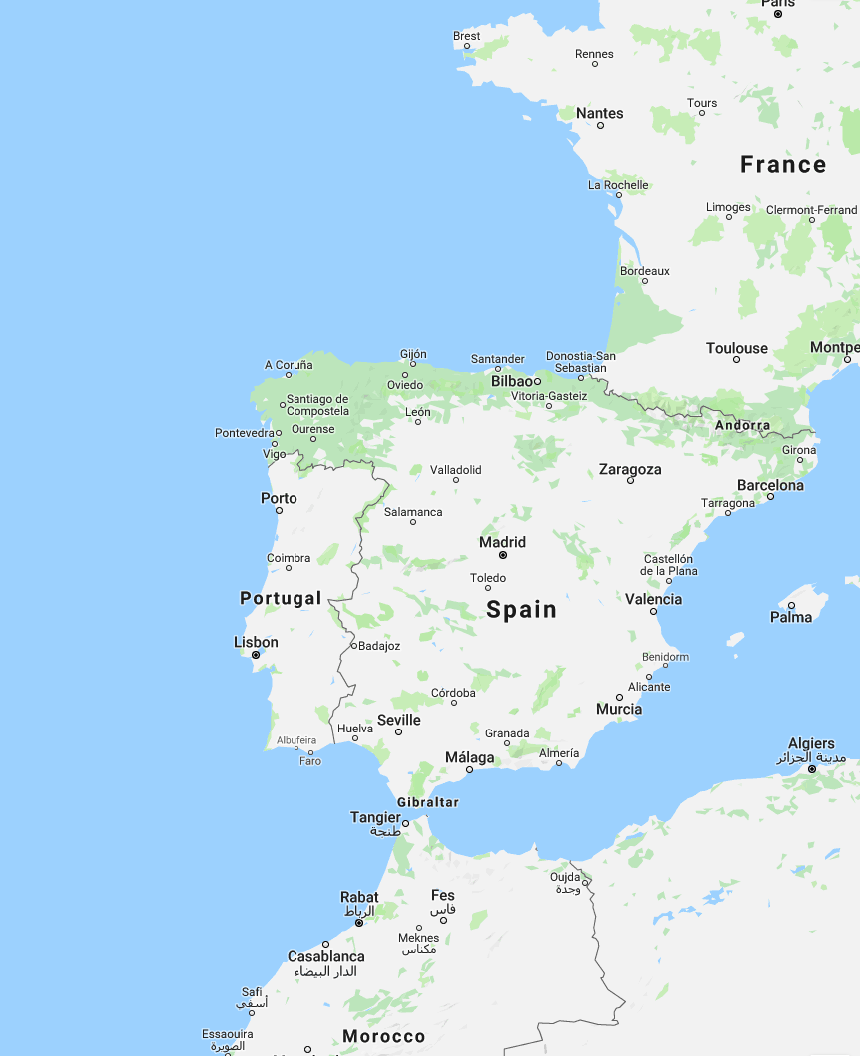 Paris
Brest
Rennes
Nantes
Tours
France
La Rochelle
Limoges
Clermont-Ferrand
Bordeaux
Toulouse
Montpe
Gijón
Santander
Donostia-San
Sebastian
A Coruña
Oviedo
Bilbao
Vitoria-Gasteiz
Santiago de
Compostela
León
Andorra
Pontevedra
Ourense
Vigo
Girona
Valladolid
Zaragoza
Barcelona
Porto
Salamanca
Tarragona
Madrid
Coimbra
Castellón
de la Plana
Toledo
Portugal
Spain
Valencia
Palma
Lisbon
Badajoz
Benidorm
Alicante
Córdoba
Murcia
Seville
Huelva
Granada
Albufeira
Faro
Málaga
Almería
Algiers
مدينة الجزائر
Gibraltar
Tangier
طنجة
Oujda
وجدة
Rabat
الرباط
Fes
فاس
Meknes
مكناس
Casablanca
الدار البيضاء
Safi
أسفي
Essaouira
الصويرة
Morocco